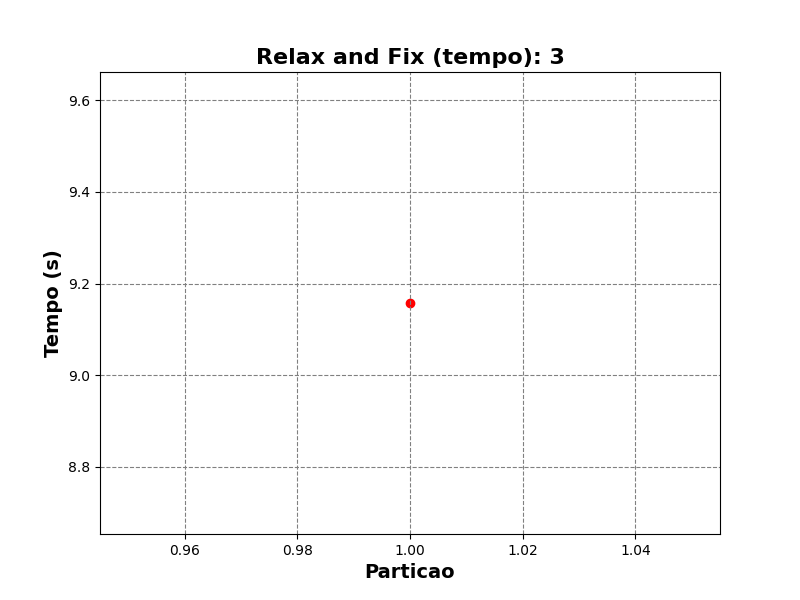 Relax and Fix (tempo): 3
9.6
9.4
9.2
9.0
8.8
Tempo (s)
0.96 0.98 1.00 1.02 1.04
Particao